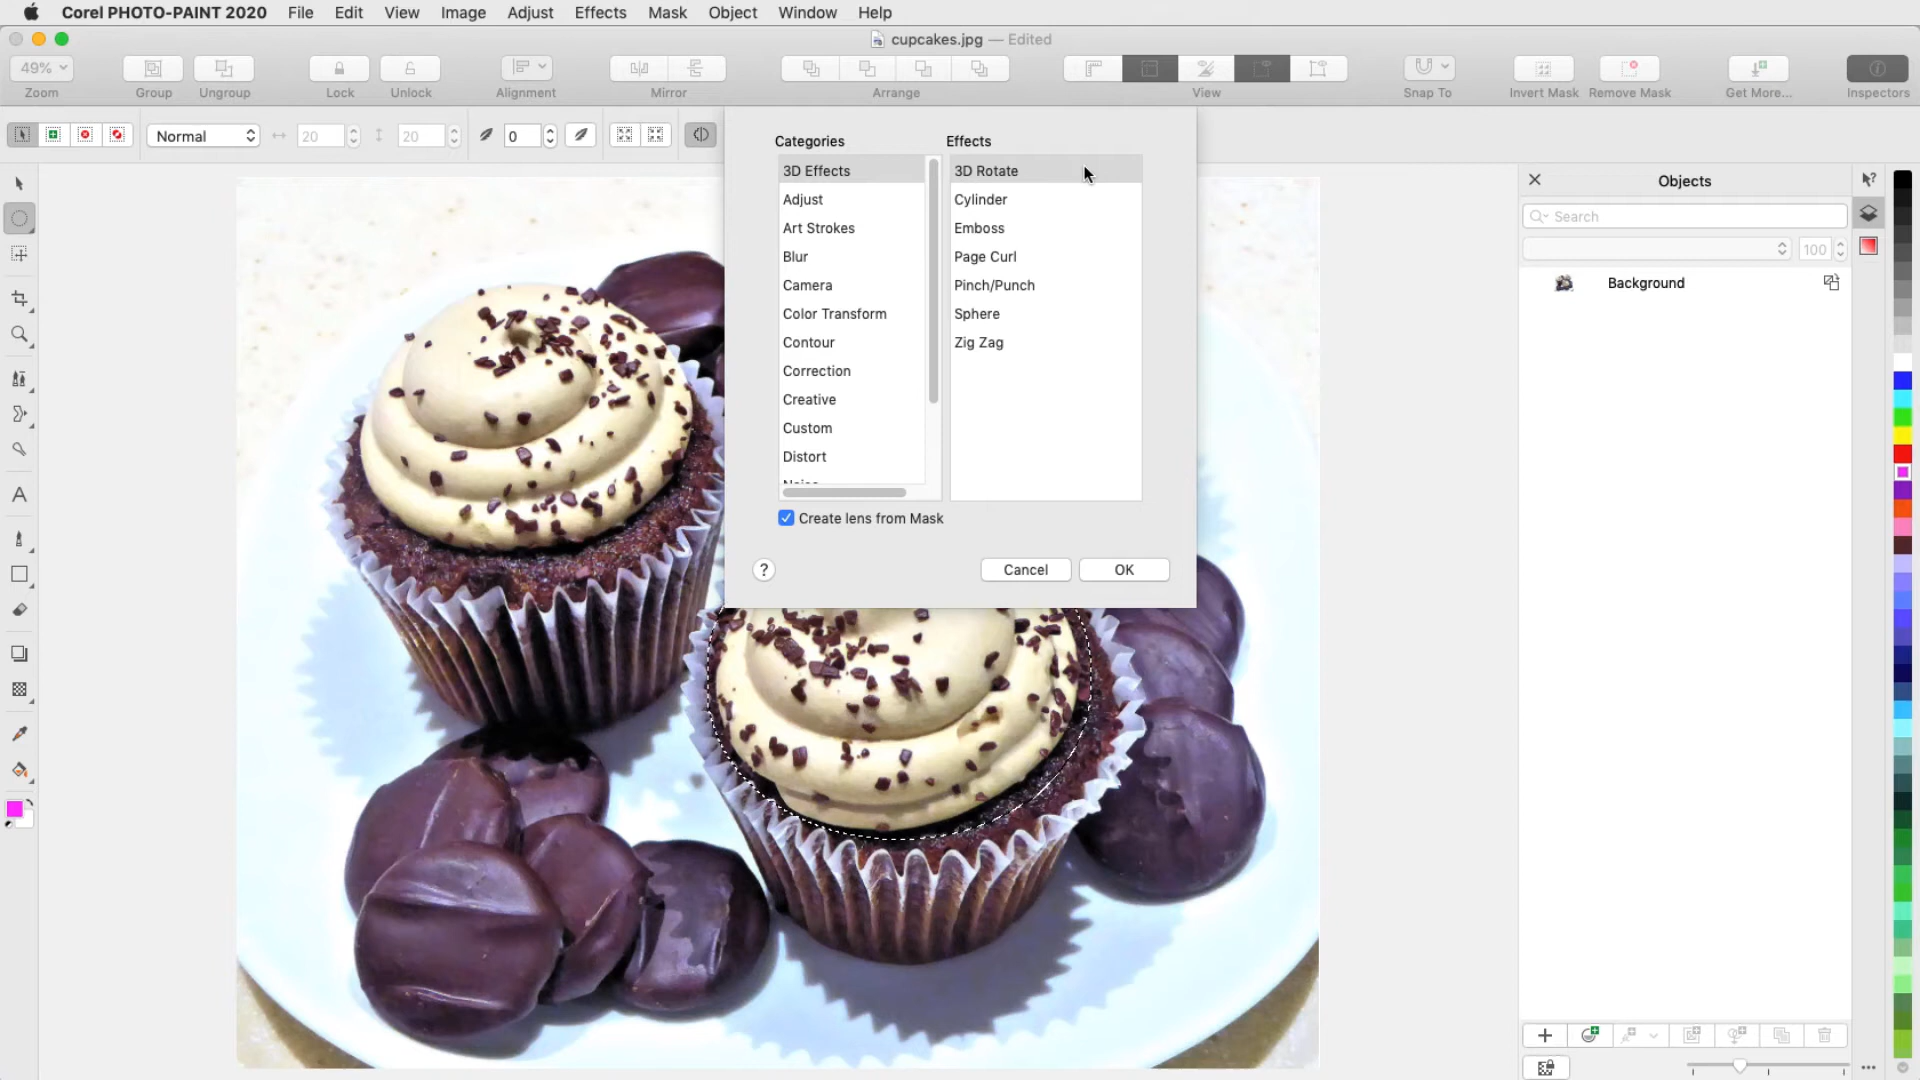 Corel PHOTO-PAINT 2020 File Edit View Image Adjust Effects Mask Object Window Help
cupcakes.jpg — Edited
49%
Zoom Group Ungroup Lock Unlock Alignment Mirror Arrange View Snap To Invert Mask Remove Mask Get More... Inspectors
Normal 20 20 0
Categories Effects
3D Effects
Adjust
Art Strokes
Blur
Camera
Color Transform
Contour
Correction
Creative
Custom
Distort
Noise
3D Rotate
Cylinder
Emboss
Page Curl
Pinch/Punch
Sphere
Zig Zag
Create lens from Mask
? Cancel OK
Objects
Search
100
Background